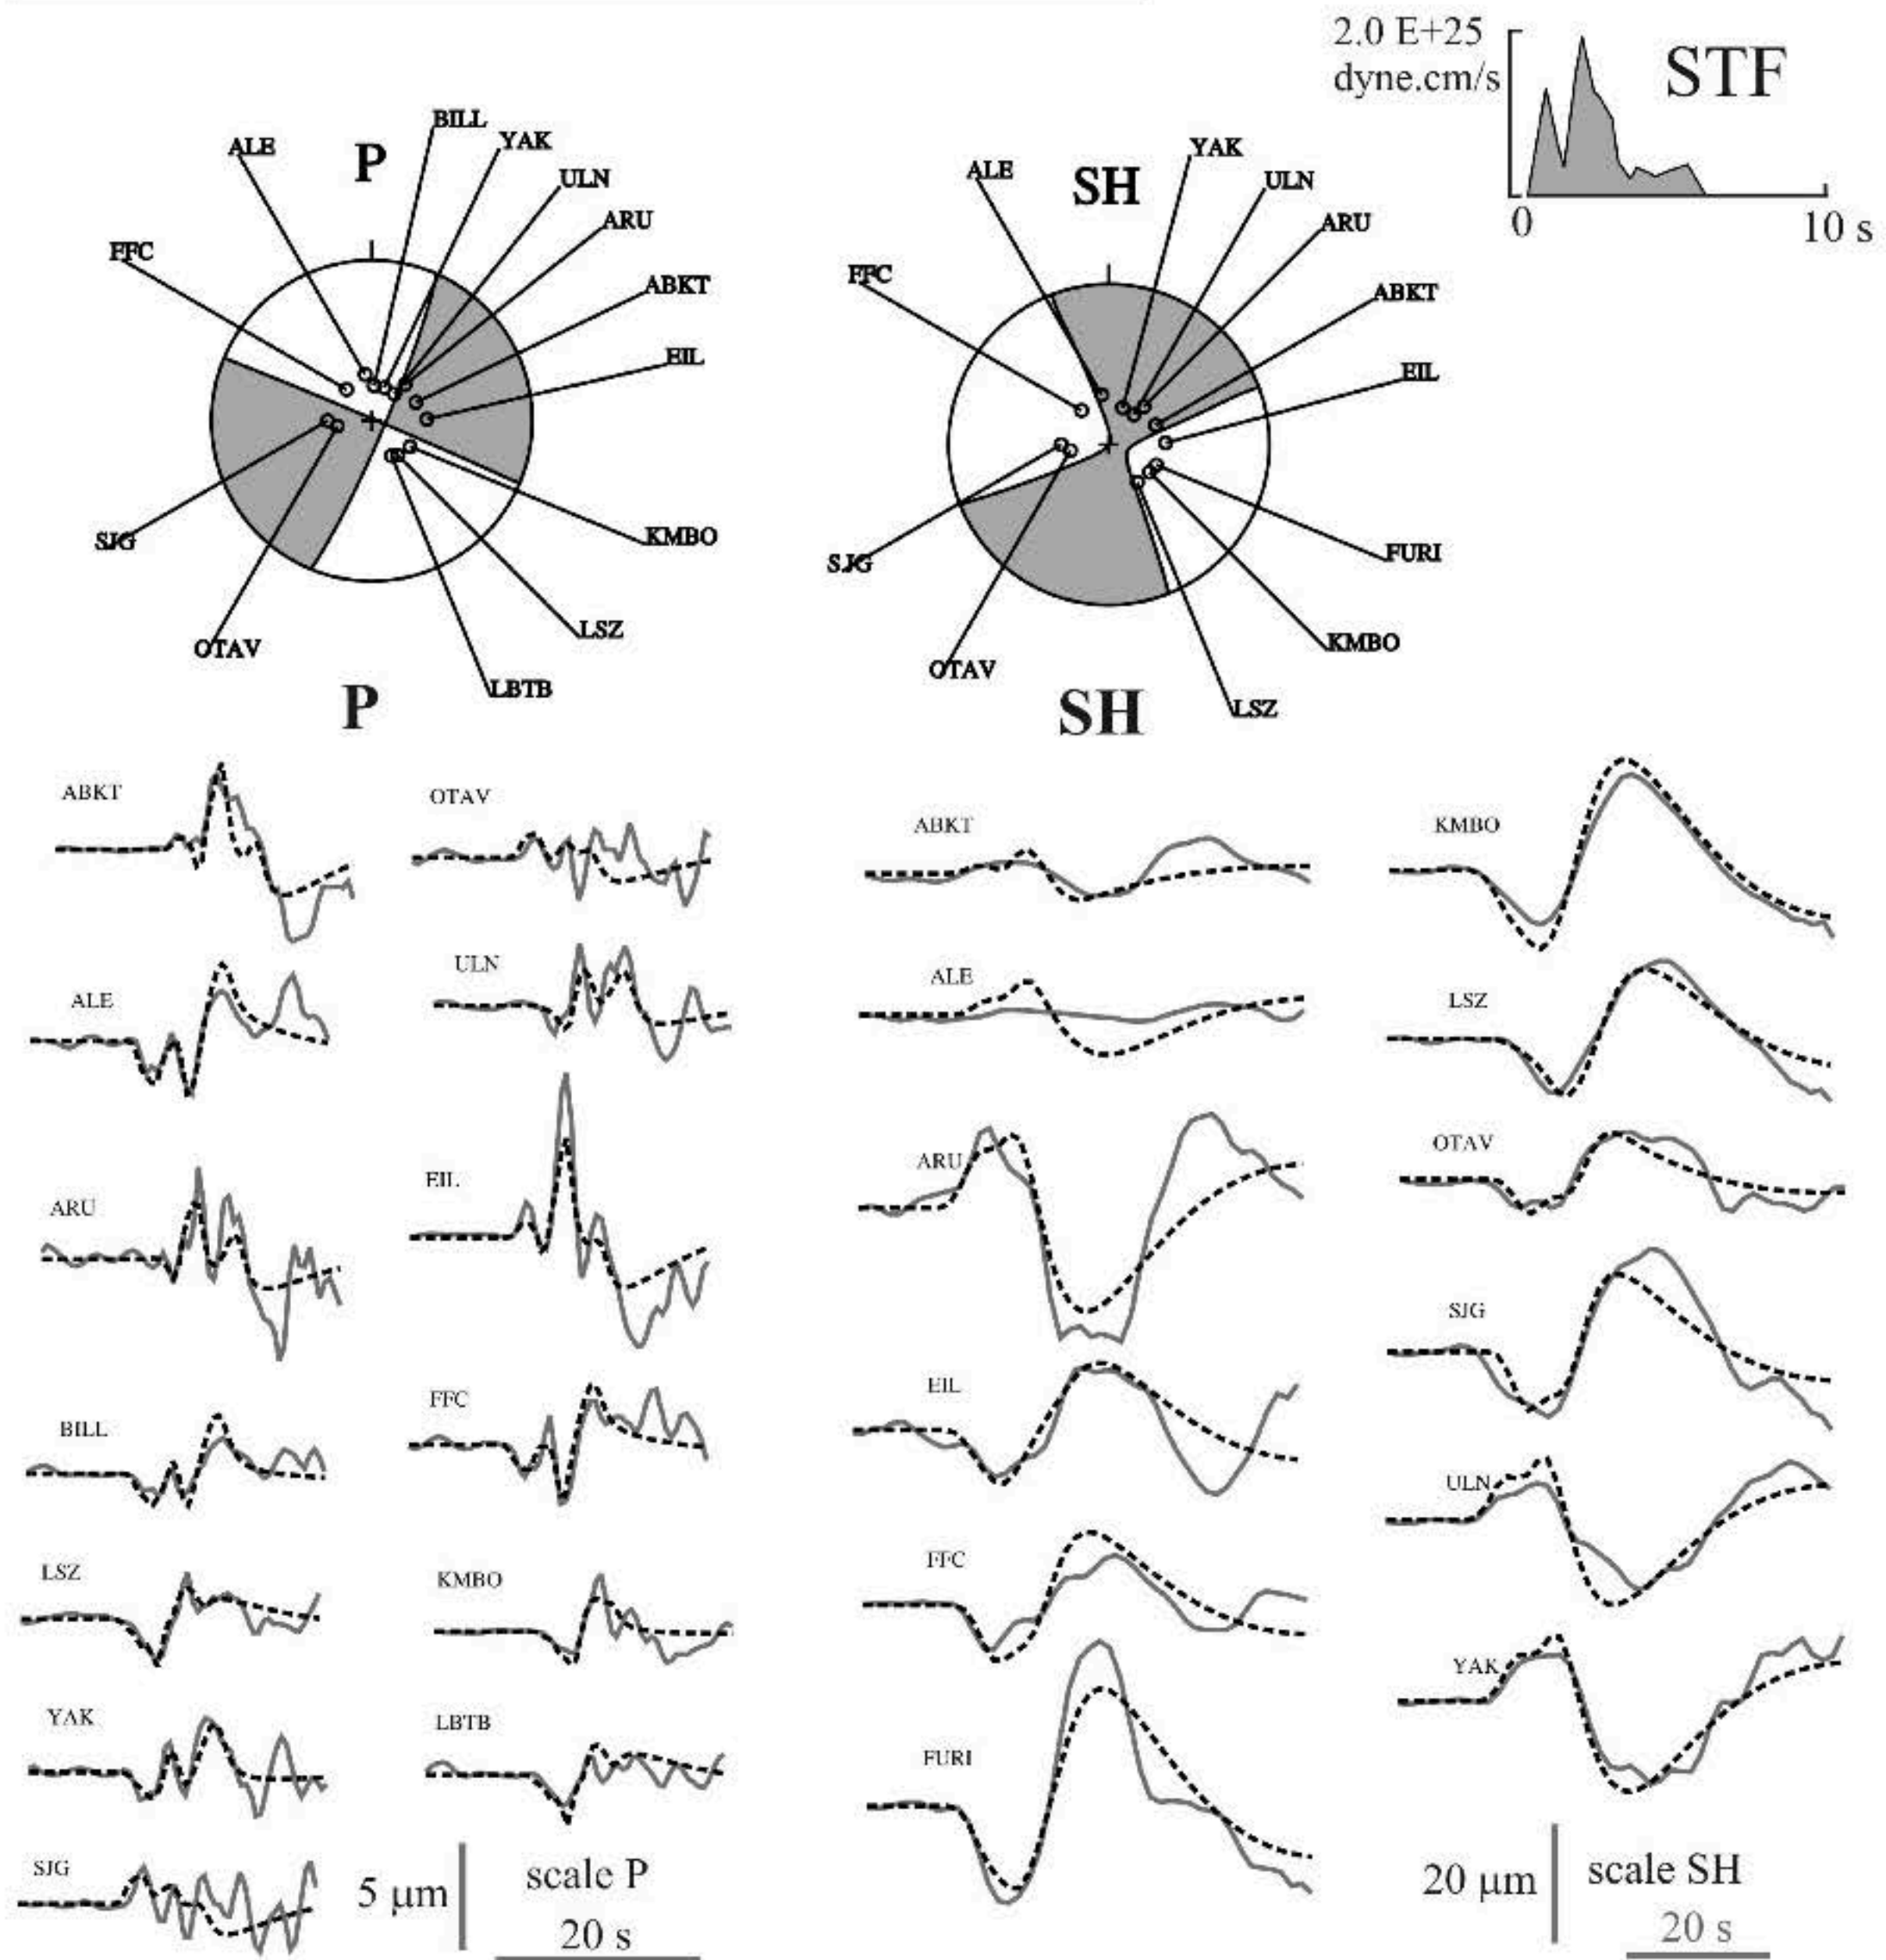 2.0 E+25
dyne.cm/s
STF
0
10 s
P
BILL
YAK
ALE
ULN
ARU
FFC
ABKT
EIL
SJG
KMBO
OTAV
LSZ
LBTB
SH
YAK
ALE
ULN
ARU
FFC
ABKT
EIL
SJG
FURI
OTAV
KMBO
LSZ
P
ABKT
OTAV
ALE
ULN
ARU
EIL
BILL
FFC
LSZ
KMBO
YAK
LBTB
SJG
5 µm
scale P
20 s
SH
ABKT
KMBO
ALE
LSZ
ARU
OTAV
EIL
SJG
FFC
ULN
FURI
YAK
20 µm
scale SH
20 s